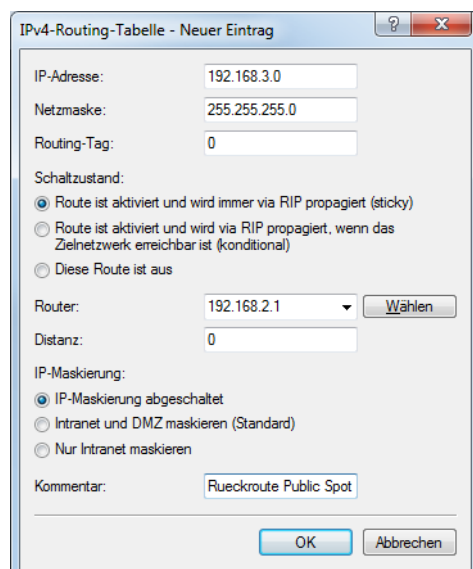 IPv4-Routing-Tabelle - Neuer Eintrag
IP-Adresse: 192.168.3.0
Netzmaske: 255.255.255.0
Routing-Tag: 0
Schaltzustand:
Route ist aktiviert und wird immer via RIP propagiert (sticky)
Route ist aktiviert und wird via RIP propagiert, wenn das
Zielnetzwerk erreichbar ist (konditional)
Diese Route ist aus
Router: 192.168.2.1 Wählen
Distanz: 0
IP-Maskierung:
IP-Maskierung abgeschaltet
Intranet und DMZ maskieren (Standard)
Nur Intranet maskieren
Kommentar: Rueckroute Public Spot
OK Abbrechen